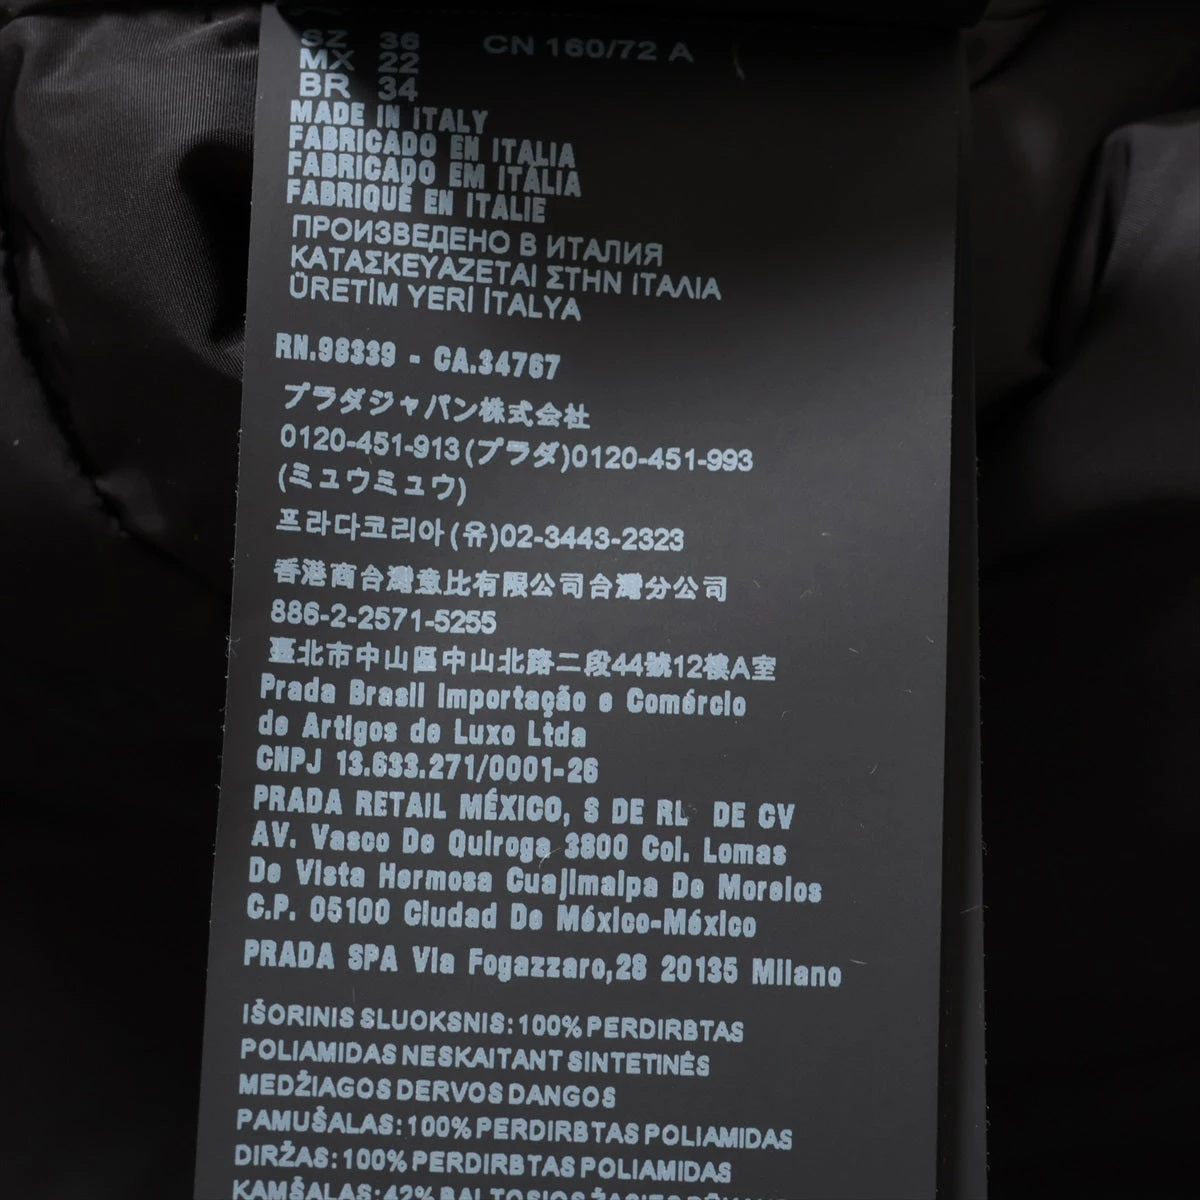 SZ 36 CN 160/72 A
MX 22
BR 34
MADE IN ITALY
FABRICADO EN ITALIA
FABRICADO EM ITÁLIA
FABRIQUÉ EN ITALIE
ПРОИЗВЕДЕНО В ИТАЛИЯ
ΚΑΤΑΣΚΕΥΑΖΕΤΑΙ ΣΤΗΝ ΙΤΑΛΙΑ
ÜRETİM YERİ İTALYA
RN.98339 - CA.34767
プラダジャパン株式会社
0120-451-913(プラダ)0120-451-993
(ミュウミュウ)
프라다코리아(유)02-3443-2323
香港商台灣意比有限公司台灣分公司
886-2-2571-5255
臺北市中山區中山北路二段44號12樓A室
Prada Brasil Importação e Comércio
de Artigos de Luxo Ltda
CNPJ 13.633.271/0001-26
PRADA RETAIL MÉXICO, S DE RL DE CV
AV. Vasco De Quiroga 3800 Col. Lomas
De Vista Hermosa Cuajimalpa De Morelos
C.P. 05100 Ciudad De México-México
PRADA SPA Via Fogazzaro,28 20135 Milano
IŠORINIS SLUOKSNIS: 100% PERDIRBTAS
POLIAMIDAS NESKAITANT SINTETINĖS
MEDŽIAGOS DERVOS DANGOS
PAMUŠALAS: 100% PERDIRBTAS POLIAMIDAS
DIRŽAS: 100% PERDIRBTAS POLIAMIDAS
KAMŠALAS: 42% BALTOSIOS ŽĄSIES